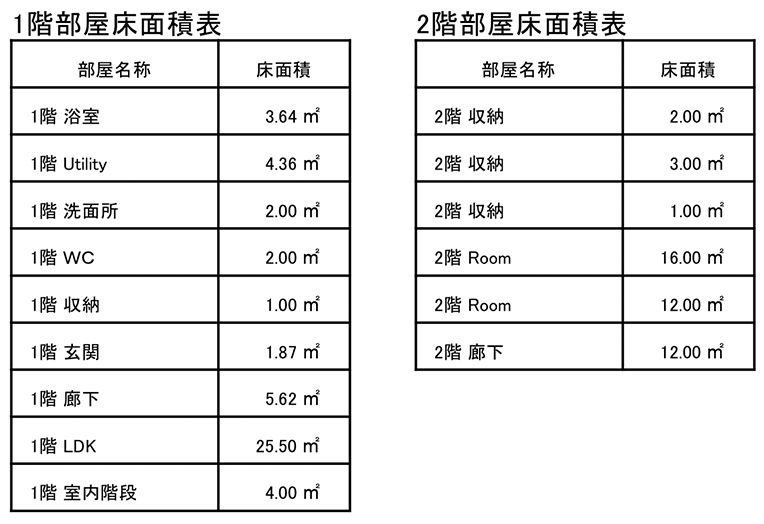 1階部屋床面積表
部屋名称 床面積
1階 浴室 3.64 ㎡
1階 Utility 4.36 ㎡
1階 洗面所 2.00 ㎡
1階 WC 2.00 ㎡
1階 収納 1.00 ㎡
1階 玄関 1.87 ㎡
1階 廊下 5.62 ㎡
1階 LDK 25.50 ㎡
1階 室内階段 4.00 ㎡
2階部屋床面積表
部屋名称 床面積
2階 収納 2.00 ㎡
2階 収納 3.00 ㎡
2階 収納 1.00 ㎡
2階 Room 16.00 ㎡
2階 Room 12.00 ㎡
2階 廊下 12.00 ㎡